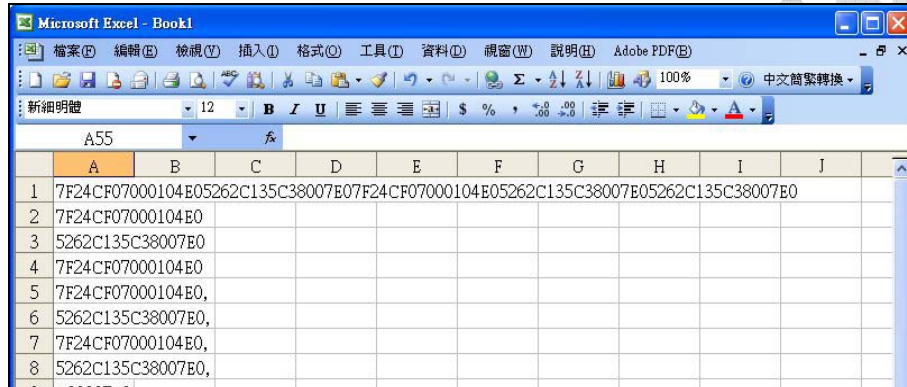 Microsoft Excel - Book1
檔案(F) 編輯(E) 檢視(V) 插入(I) 格式(O) 工具(T) 資料(D) 視窗(W) 說明(H) Adobe PDF(B)
100% 中文簡繁轉換
新細明體 12 B I U $ % ,
A55 fx
A B C D E F G H I J
1 7F24CF07000104E05262C135C38007E07F24CF07000104E05262C135C38007E05262C135C38007E0
2 7F24CF07000104E0
3 5262C135C38007E0
4 7F24CF07000104E0
5 7F24CF07000104E0,
6 5262C135C38007E0,
7 7F24CF07000104E0,
8 5262C135C38007E0,